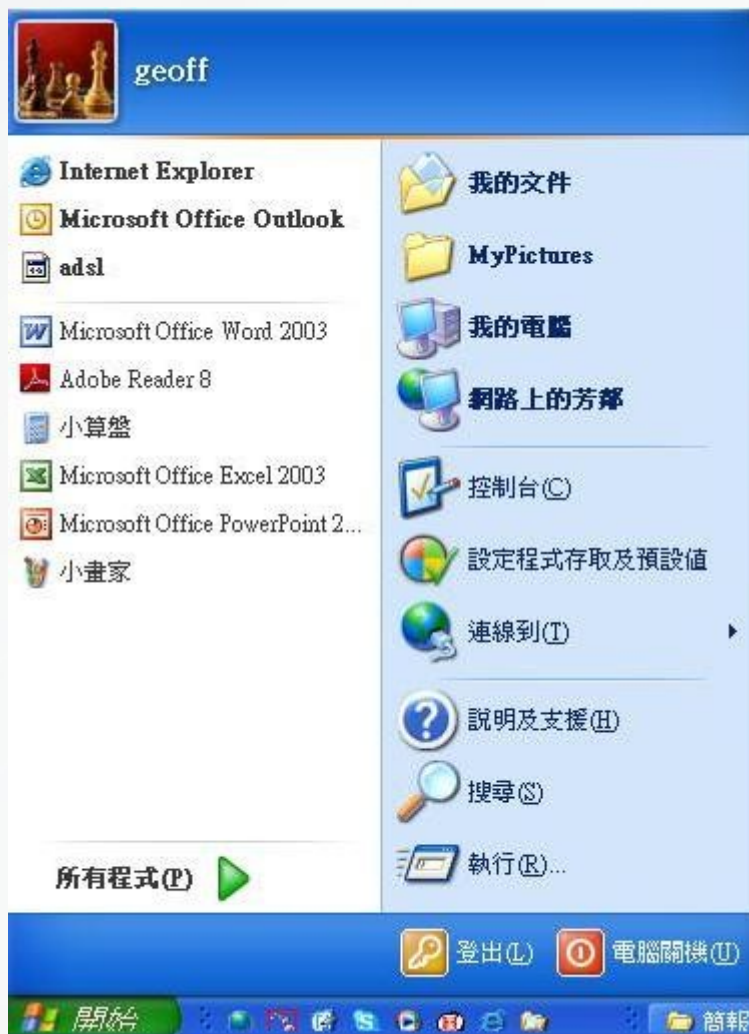 geoff
Internet Explorer
Microsoft Office Outlook
adsl
Microsoft Office Word 2003
Adobe Reader 8
小算盤
Microsoft Office Excel 2003
Microsoft Office PowerPoint 2...
小畫家
所有程式(P)
我的文件
MyPictures
我的電腦
網路上的芳鄰
控制台(C)
設定程式存取及預設值
連線到(T)
說明及支援(H)
搜尋(S)
執行(R)...
登出(L)
電腦關機(U)
開始
簡報